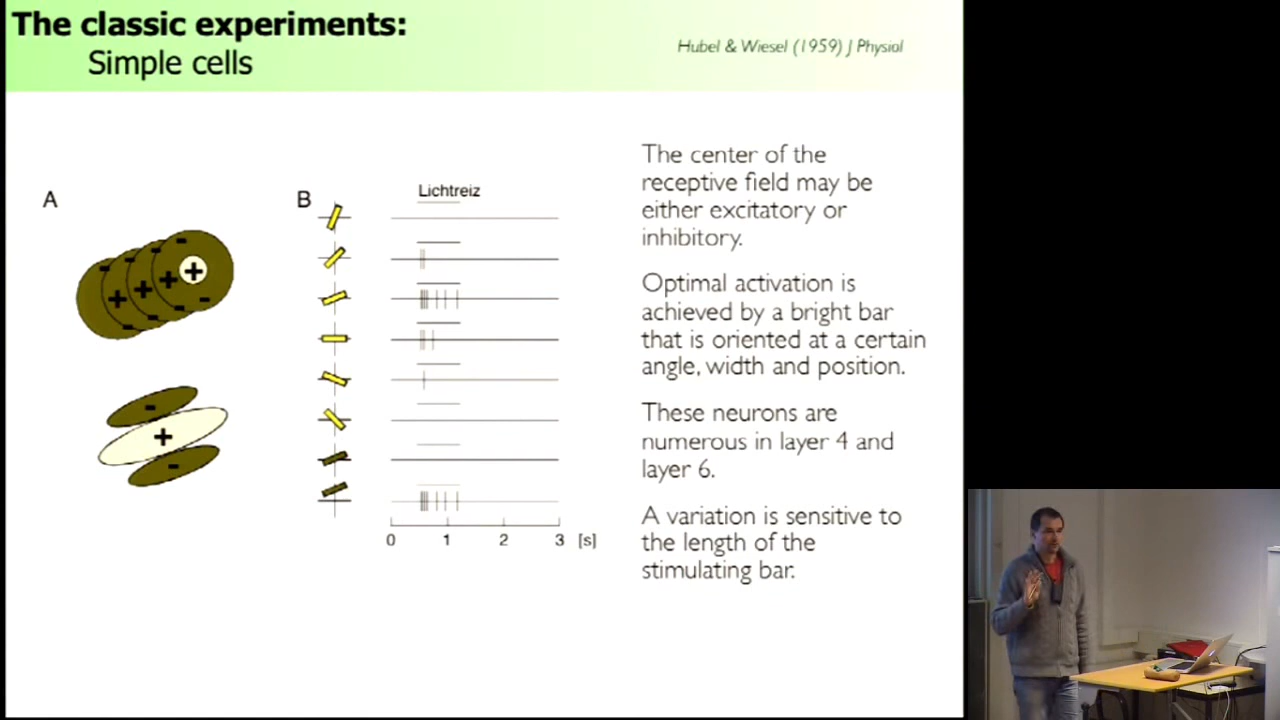 The classic experiments:
Simple cells
Hubel & Wiesel (1959) J Physiol
A
B
Lichtreiz
+
+
+
+
-
-
-
-
-
-
-
-
-
+
-
0 1 2 3 [s]
The center of the
receptive field may be
either excitatory or
inhibitory.
Optimal activation is
achieved by a bright bar
that is oriented at a certain
angle, width and position.
These neurons are
numerous in layer 4 and
layer 6.
A variation is sensitive to
the length of the
stimulating bar.